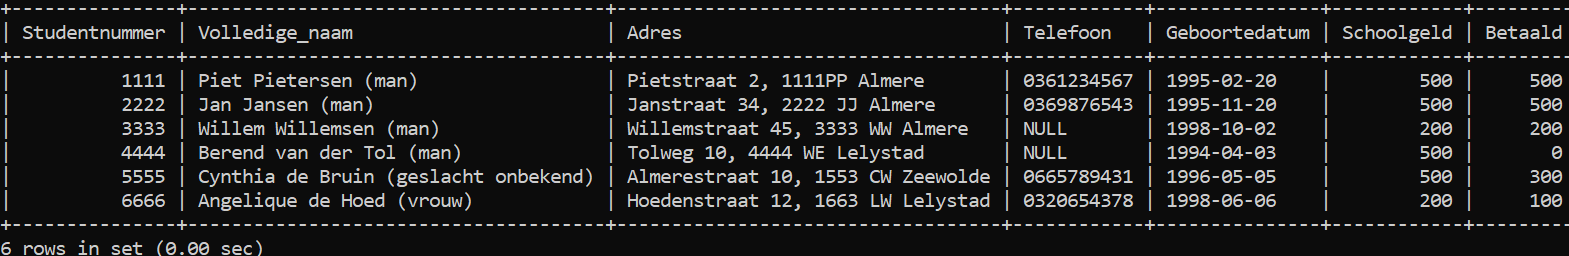 | Studentnummer | Volledige_naam | Adres | Telefoon | Geboortedatum | Schoolgeld | Betaald
| 1111 | Piet Pietersen (man) | Pietstraat 2, 1111PP Almere | 0361234567 | 1995-02-20 | 500 | 500
| 2222 | Jan Jansen (man) | Janstraat 34, 2222 JJ Almere | 0369876543 | 1995-11-20 | 500 | 500
| 3333 | Willem Willemsen (man) | Willemstraat 45, 3333 WW Almere | NULL | 1998-10-02 | 200 | 200
| 4444 | Berend van der Tol (man) | Tolweg 10, 4444 WE Lelystad | NULL | 1994-04-03 | 500 | 0
| 5555 | Cynthia de Bruin (geslacht onbekend) | Almerestraat 10, 1553 CW Zeewolde | 0665789431 | 1996-05-05 | 500 | 300
| 6666 | Angelique de Hoed (vrouw) | Hoedenstraat 12, 1663 LW Lelystad | 0320654378 | 1998-06-06 | 200 | 100
6 rows in set (0.00 sec)